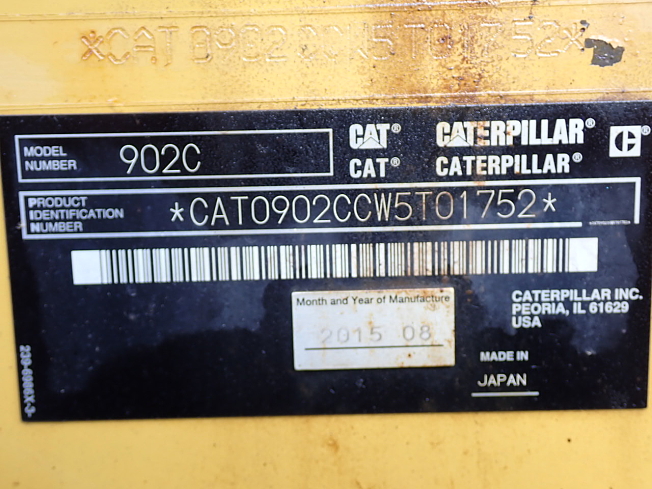 *CAT0902CCW5T01752*
MODEL NUMBER 902C
CAT® CATERPILLAR®
CAT® CATERPILLAR®
PRODUCT IDENTIFICATION NUMBER *CAT0902CCW5T01752*
Month and Year of Manufacture
2015 08
CATERPILLAR INC.
PEORIA, IL 61629
USA
MADE IN
JAPAN